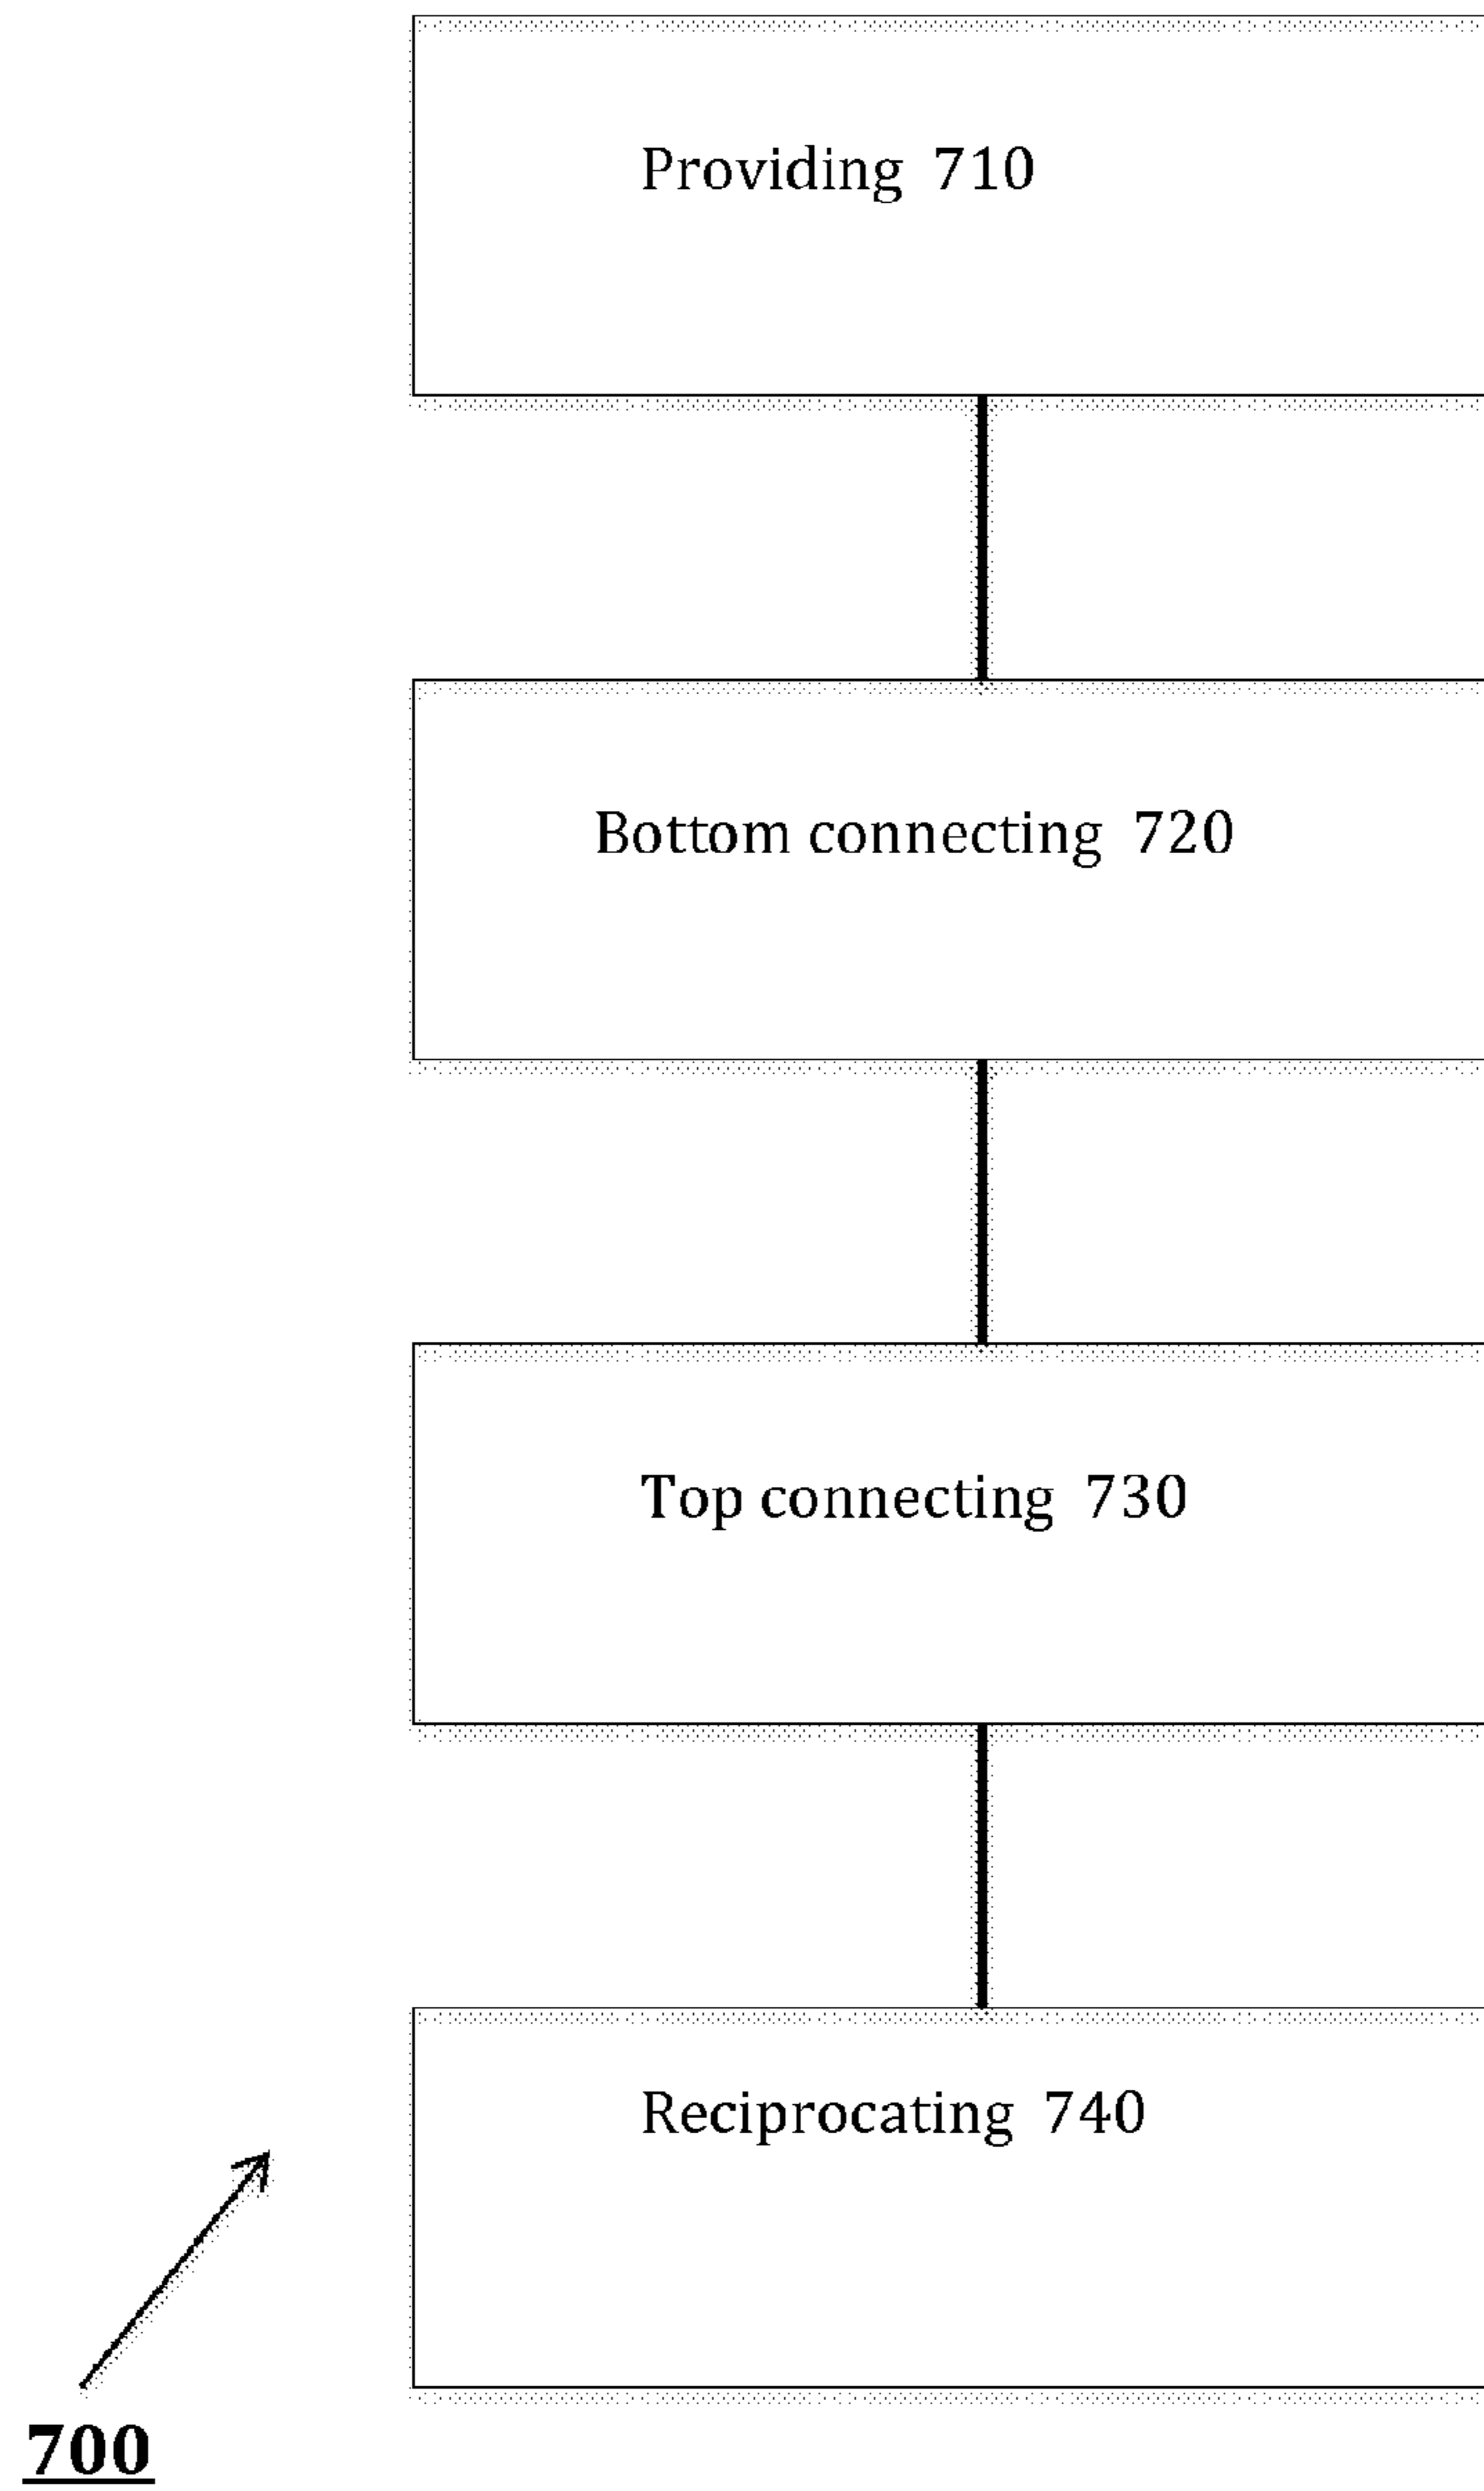 Providing 710
Bottom connecting 720
Top connecting 730
Reciprocating 740
700